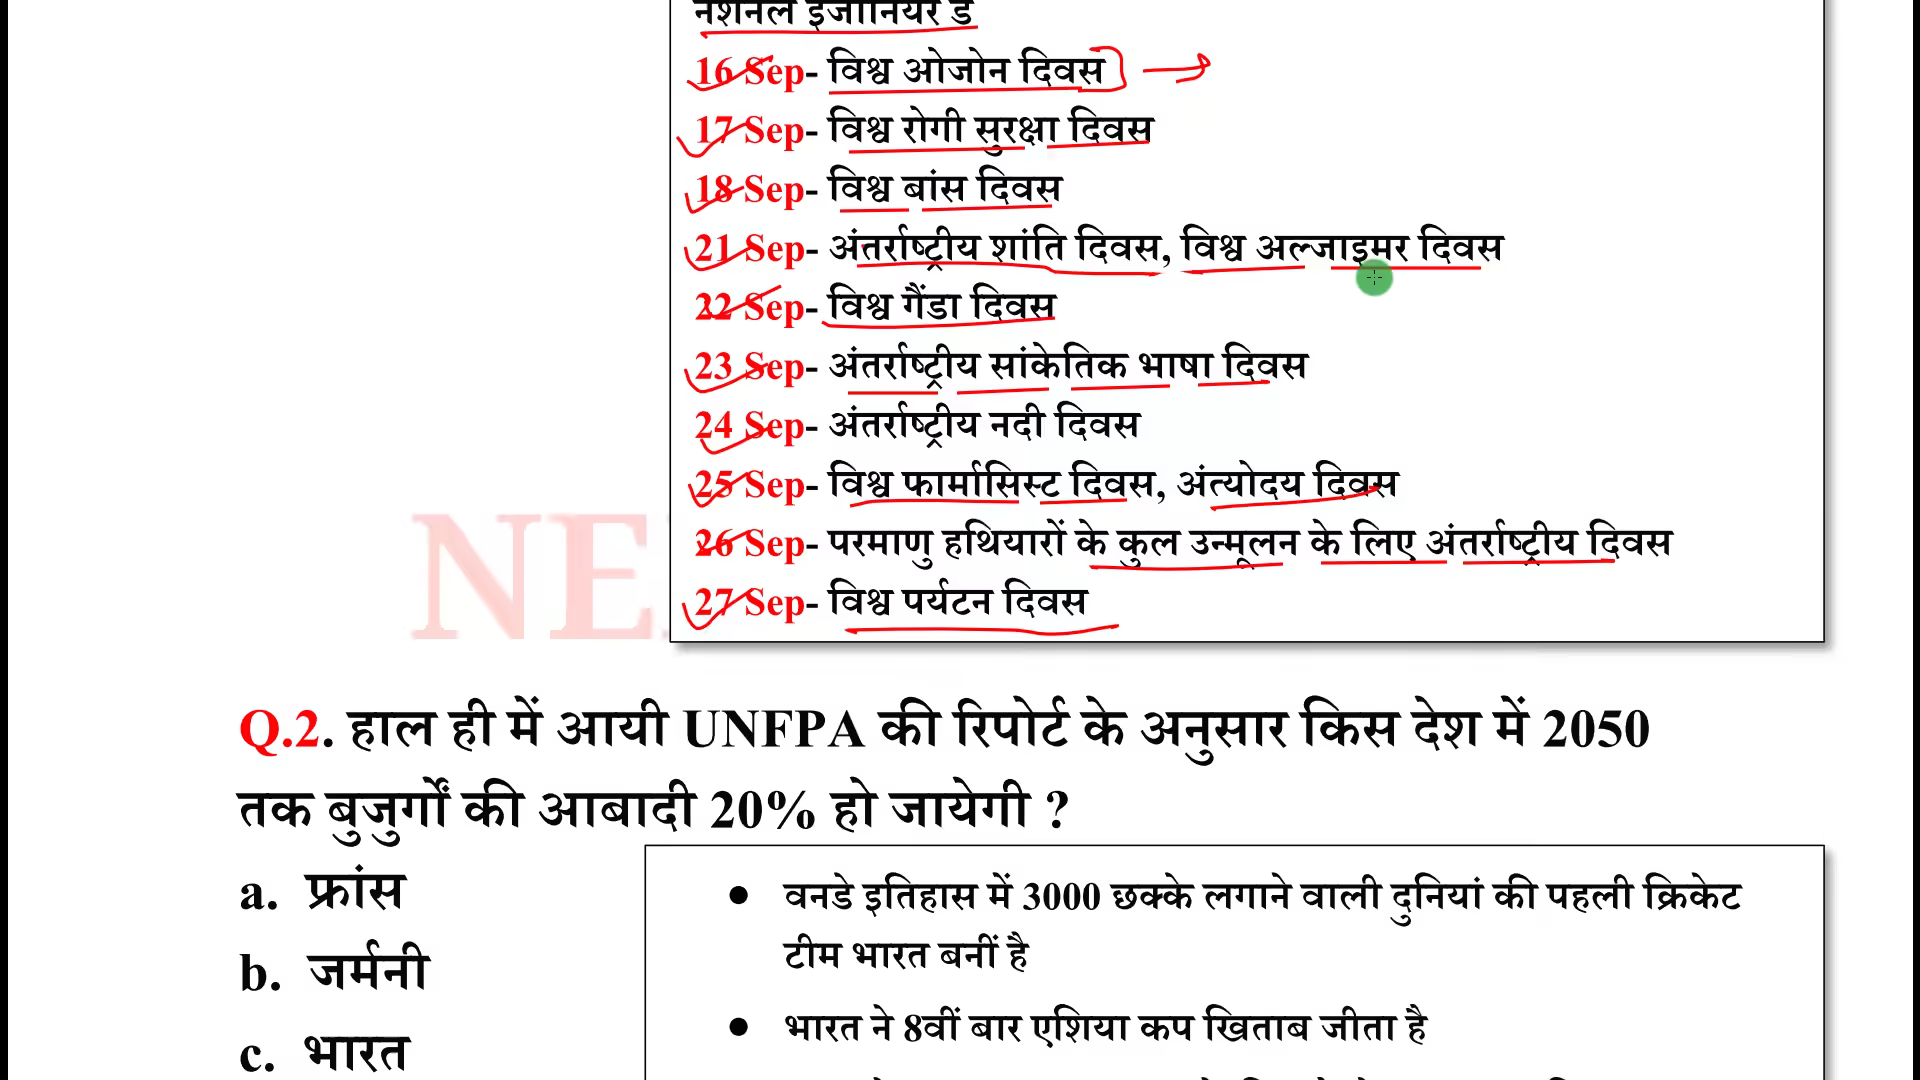 नेशनल इंजीनियर डे
16 Sep- विश्व ओजोन दिवस
17 Sep- विश्व रोगी सुरक्षा दिवस
18 Sep- विश्व बांस दिवस
21 Sep- अंतर्राष्ट्रीय शांति दिवस, विश्व अल्जाइमर दिवस
22 Sep- विश्व गैंडा दिवस
23 Sep- अंतर्राष्ट्रीय सांकेतिक भाषा दिवस
24 Sep- अंतर्राष्ट्रीय नदी दिवस
25 Sep- विश्व फार्मासिस्ट दिवस, अंत्योदय दिवस
26 Sep- परमाणु हथियारों के कुल उन्मूलन के लिए अंतर्राष्ट्रीय दिवस
27 Sep- विश्व पर्यटन दिवस
NE
Q.2. हाल ही में आयी UNFPA की रिपोर्ट के अनुसार किस देश में 2050
तक बुजुर्गों की आबादी 20% हो जायेगी ?
a. फ्रांस
b. जर्मनी
c. भारत
● वनडे इतिहास में 3000 छक्के लगाने वाली दुनियां की पहली क्रिकेट
टीम भारत बनीं है
● भारत ने 8वीं बार एशिया कप खिताब जीता है